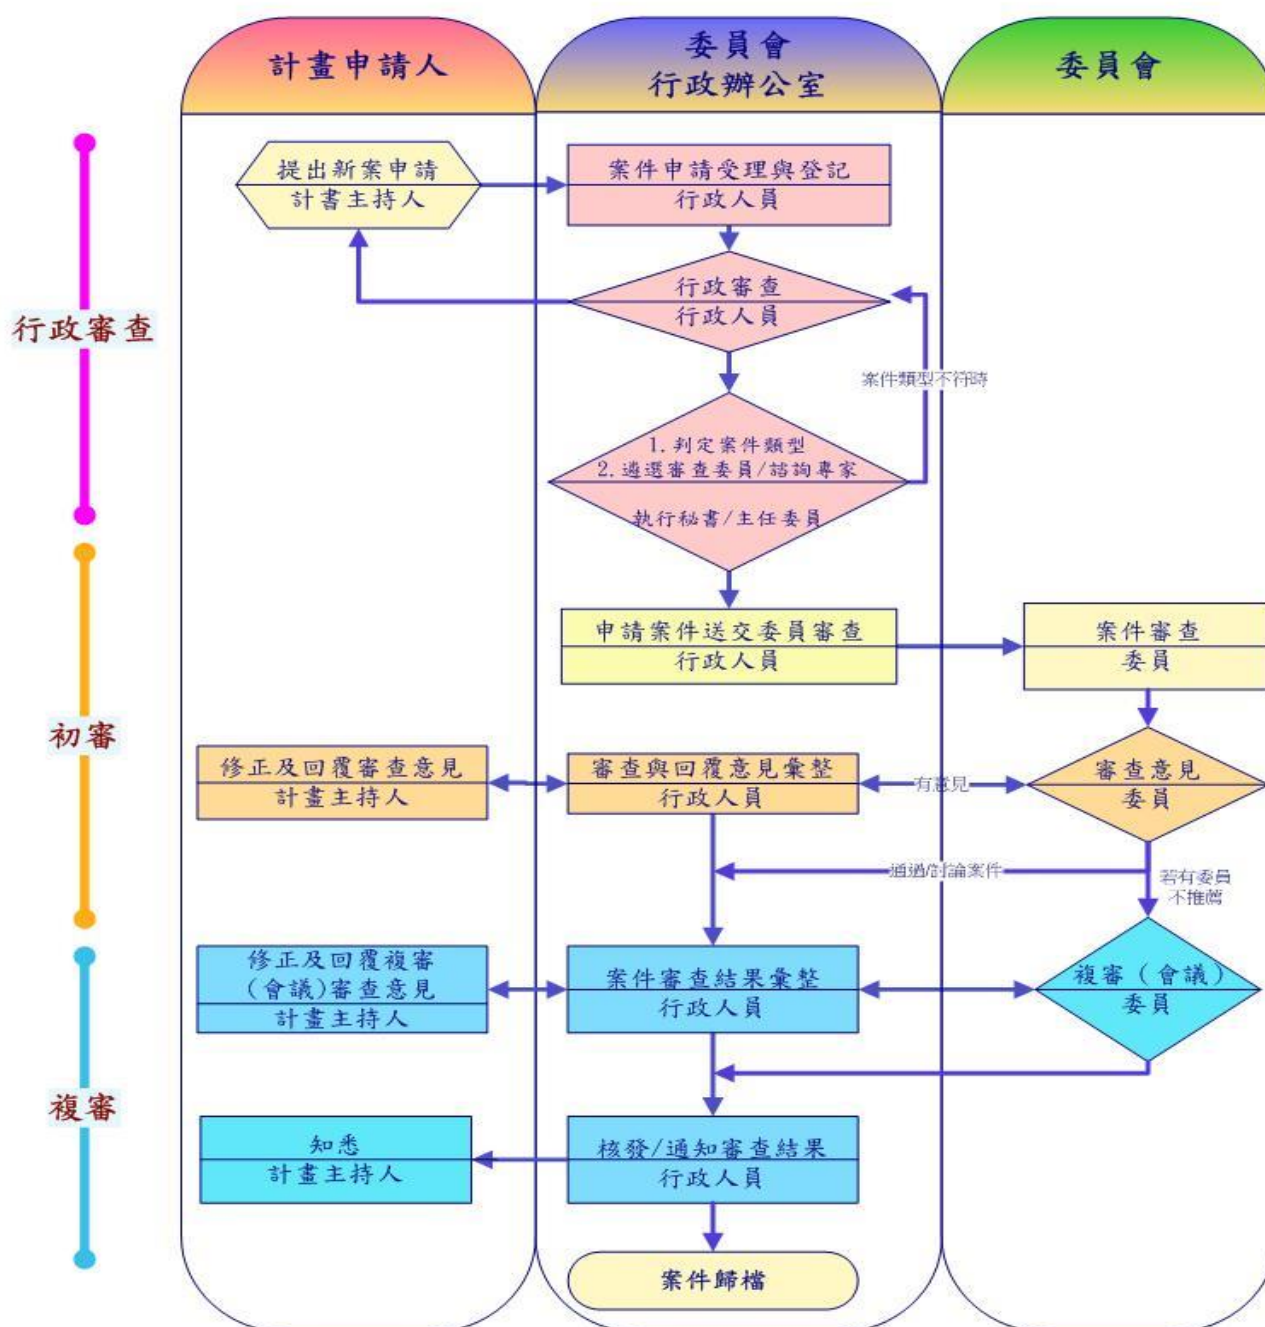 計畫申請人
委員會
行政辦公室
委員會
提出新案申請
計書主持人
案件申請受理與登記
行政人員
行政審查
行政人員
行政審查
案件類型不符時
1.判定案件類型
2.遴選審查委員/諮詢專家
執行秘書/主任委員
申請案件送交委員審查
行政人員
案件審查
委員
初審
修正及回覆審查意見
計畫主持人
審查與回覆意見彙整
行政人員
有意見
審查意見
委員
通過/討論案件
若有委員
不推薦
修正及回覆複審
(會議)審查意見
計畫主持人
案件審查結果彙整
行政人員
複審（會議）
委員
複審
知悉
計畫主持人
核發/通知審查結果
行政人員
案件歸檔